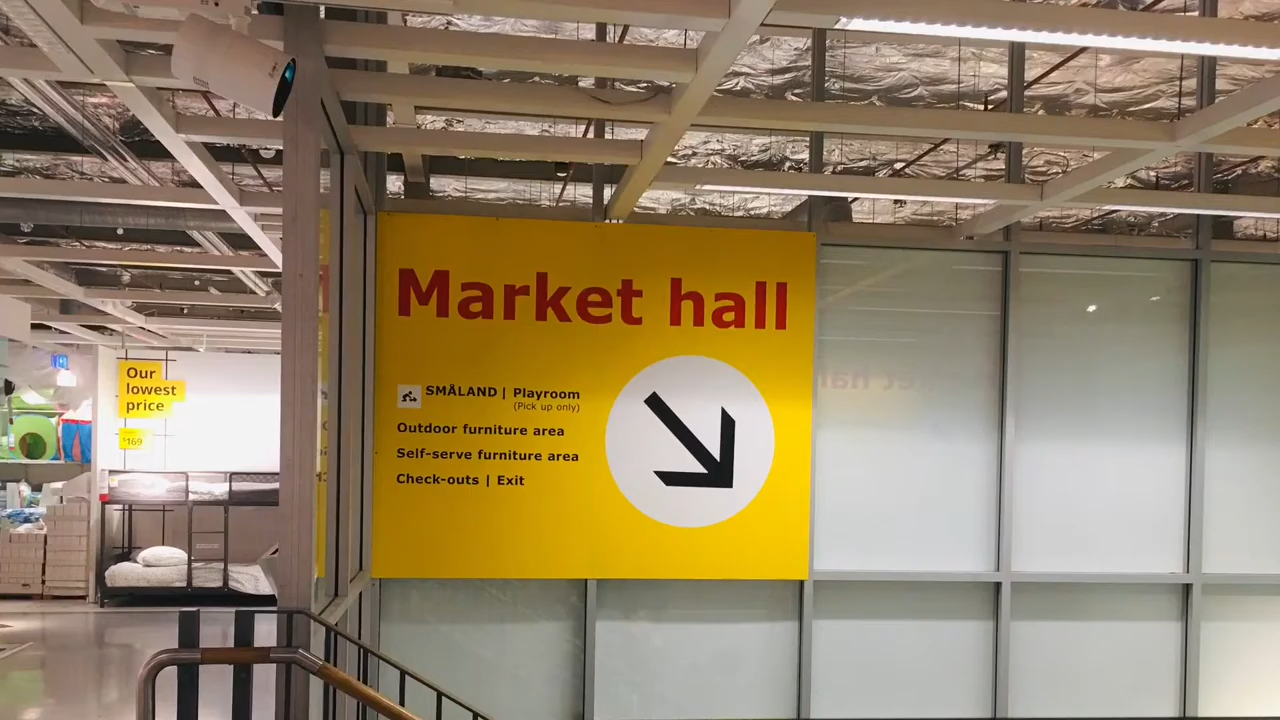 Market hall
SMÅLAND | Playroom
(Pick up only)
Outdoor furniture area
Self-serve furniture area
Check-outs | Exit
Our
lowest
price
$169